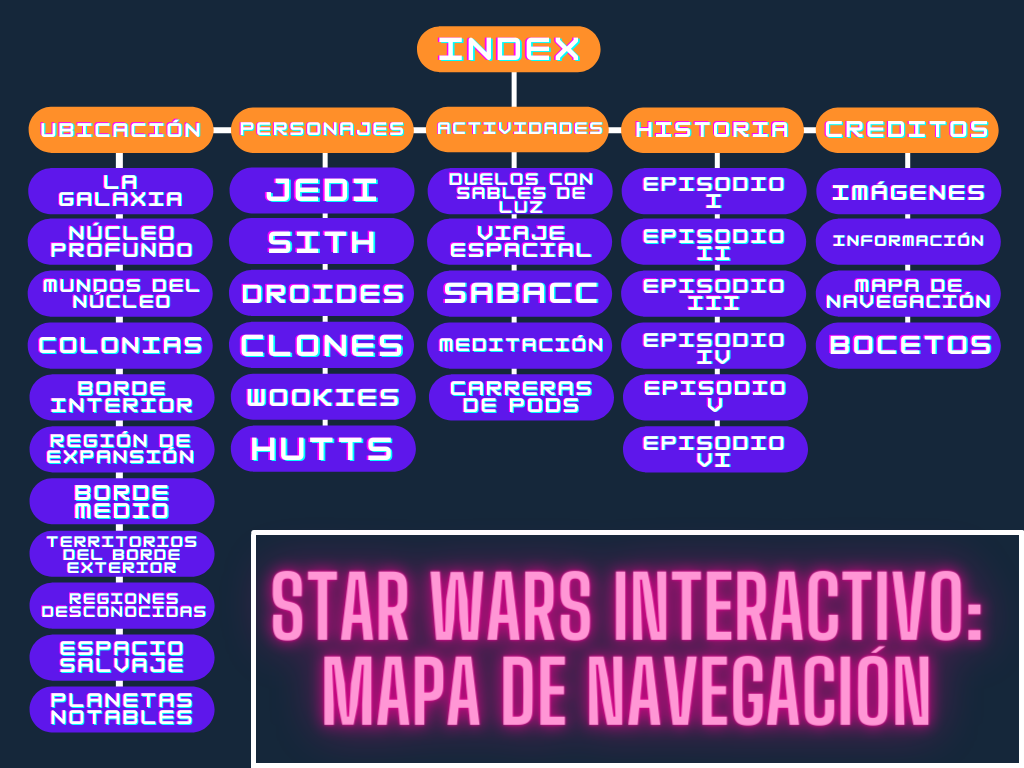 INDEX
UBICACIÓN
LA
GALAXIA
NÚCLEO
PROFUNDO
MUNDOS DEL
NÚCLEO
COLONIAS
BORDE
INTERIOR
REGIÓN DE
EXPANSIÓN
BORDE
MEDIO
TERRITORIOS
DEL BORDE
EXTERIOR
REGIONES
DESCONOCIDAS
ESPACIO
SALVAJE
PLANETAS
NOTABLES
PERSONAJES
JEDI
SITH
DROIDES
CLONES
WOOKIES
HUTTS
ACTIVIDADES
DUELOS CON
SABLES DE
LUZ
VIAJE
ESPACIAL
SABACC
MEDITACIÓN
CARRERAS
DE PODS
HISTORIA
EPISODIO
I
EPISODIO
II
EPISODIO
III
EPISODIO
IV
EPISODIO
V
EPISODIO
VI
CREDITOS
IMÁGENES
INFORMACIÓN
MAPA DE
NAVEGACIÓN
BOCETOS
STAR WARS INTERACTIVO:
MAPA DE NAVEGACIÓN